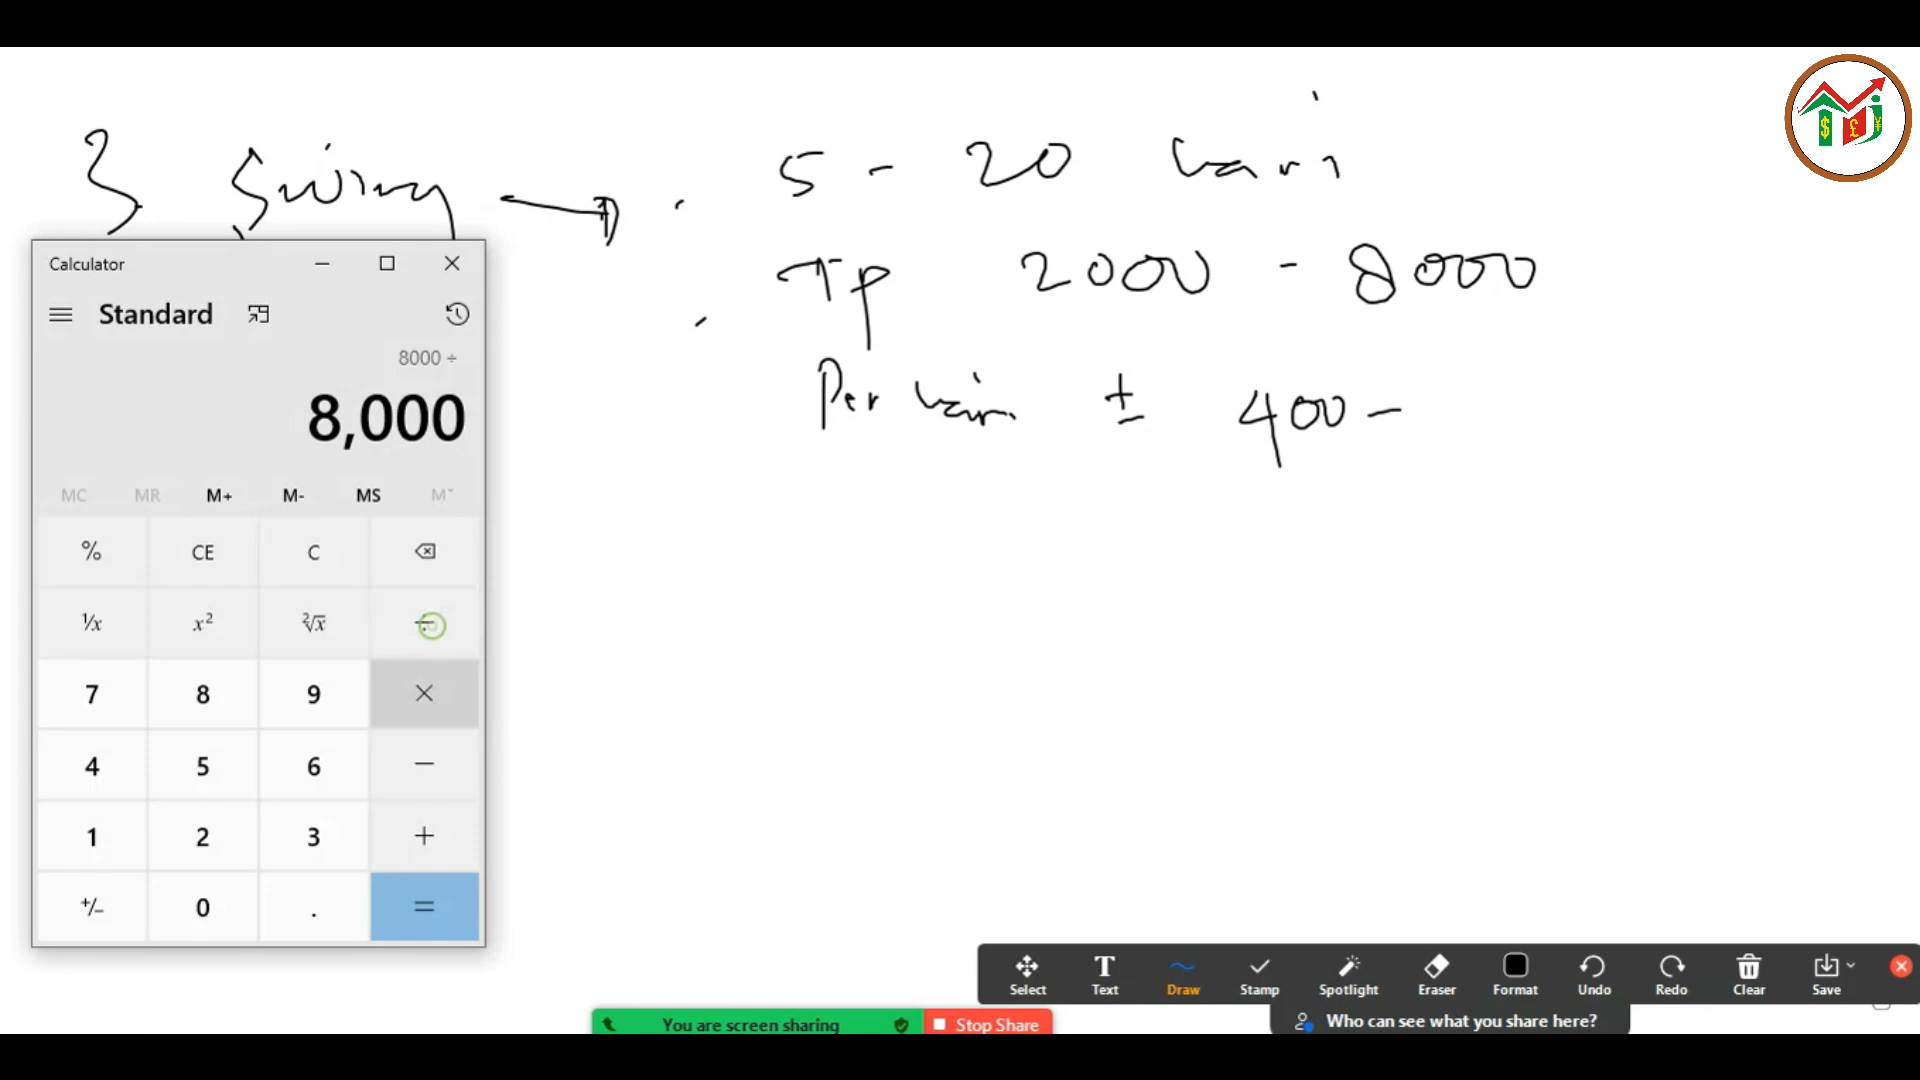 3 Swing → 5 - 20 hari
TP 2000 - 8000
Per hari ± 400 -
Calculator
Standard
8000 ÷
8,000
MC MR M+ M- MS M˅
% CE C
1/x x² ²√x ÷
7 8 9 ×
4 5 6 −
1 2 3 +
+/− 0 . =
Select Text Draw Stamp Spotlight Eraser Format Undo Redo Clear Save
You are screen sharing Stop Share Who can see what you share here?